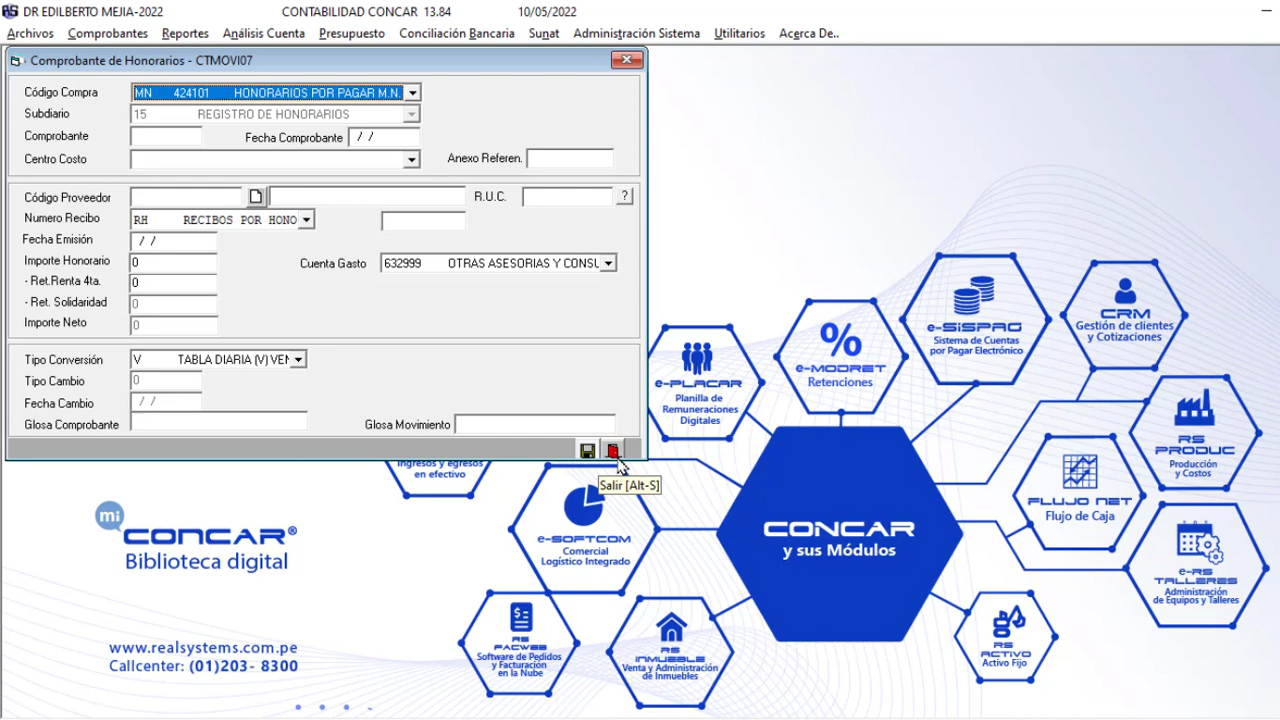 DR EDILBERTO MEJIA-2022 CONTABILIDAD CONCAR 13.84 10/05/2022
Archivos Comprobantes Reportes Análisis Cuenta Presupuesto Conciliación Bancaria Sunat Administración Sistema Utilitarios Acerca De..
Comprobante de Honorarios - CTMOVI07
Código Compra MN 424101 HONORARIOS POR PAGAR M.N.
Subdiario 15 REGISTRO DE HONORARIOS
Comprobante Fecha Comprobante / /
Centro Costo Anexo Referen.
Código Proveedor R.U.C. ?
Numero Recibo RH RECIBOS POR HONO
Fecha Emisión / /
Importe Honorario 0 Cuenta Gasto 632999 OTRAS ASESORIAS Y CONSU
- Ret.Renta 4ta. 0
- Ret. Solidaridad 0
Importe Neto 0
Tipo Conversión V TABLA DIARIA (V) VEN
Tipo Cambio 0
Fecha Cambio / /
Glosa Comprobante Glosa Movimiento
Salir [Alt-S]
e-SISPAG
Sistema de Cuentas
por Pagar Electrónico
CRM
Gestión de clientes
y Cotizaciones
%
e-MODRET
Retenciones
e-PLACAR
Planilla de
Remuneraciones
Digitales
RS
PRODUC
Producción
y Costos
FLUJO NET
Flujo de Caja
Ingresos y egresos
en efectivo
mi
CONCAR®
Biblioteca digital
e-SOFTCOM
Comercial
Logístico Integrado
CONCAR
y sus Módulos
e-RS
TALLERES
Administración
de Equipos y Talleres
$
RS
FACWEB
Software de Pedidos
y Facturación
en la Nube
RS
INMUEBLE
Venta y Administración
de Inmuebles
RS
ACTIVO
Activo Fijo
www.realsystems.com.pe
Callcenter: (01)203- 8300